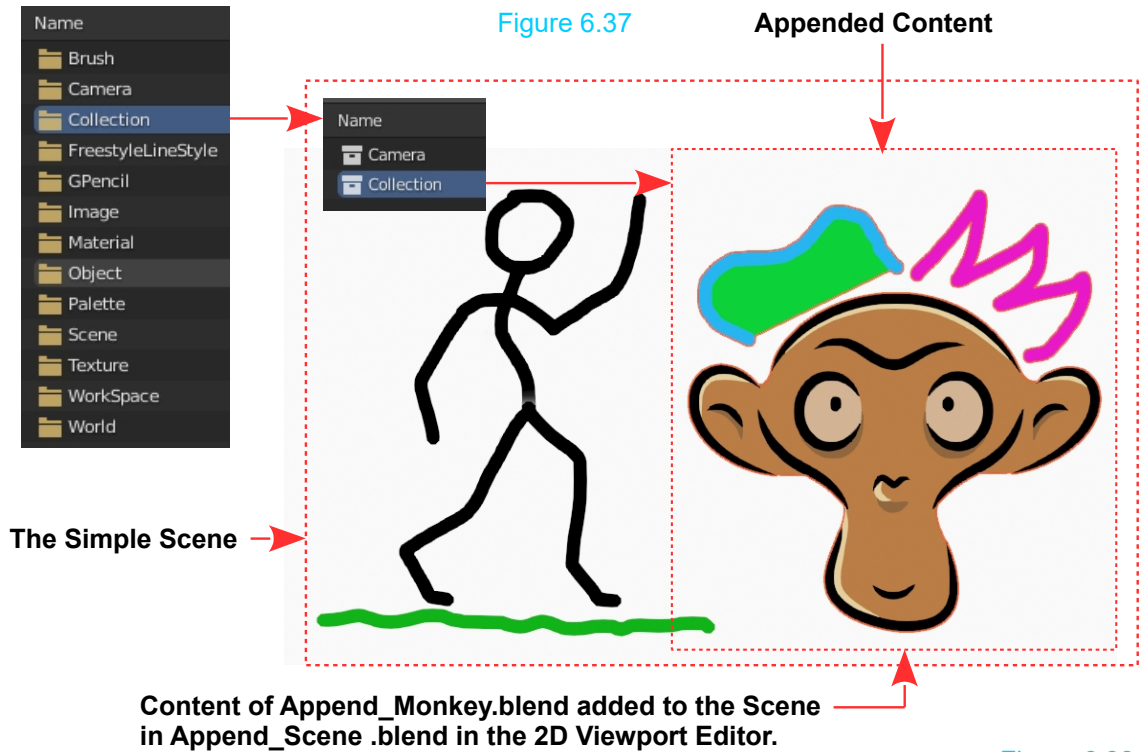 Figure 6.37
Appended Content
Name
Brush
Camera
Collection
FreestyleLineStyle
GPencil
Image
Material
Object
Palette
Scene
Texture
WorkSpace
World
Name
Camera
Collection
The Simple Scene
Content of Append_Monkey.blend added to the Scene
in Append_Scene .blend in the 2D Viewport Editor.